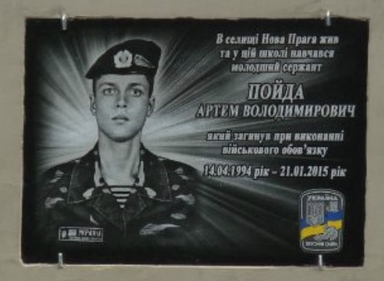 В селищі Нова Прага жив
та у цій школі навчався
молодший сержант
ПОЙДА
АРТЕМ ВОЛОДИМИРОВИЧ
який загинув при виконанні
військового обов'язку
14.04.1994 рік - 21.01.2015 рік
УКРАЇНА